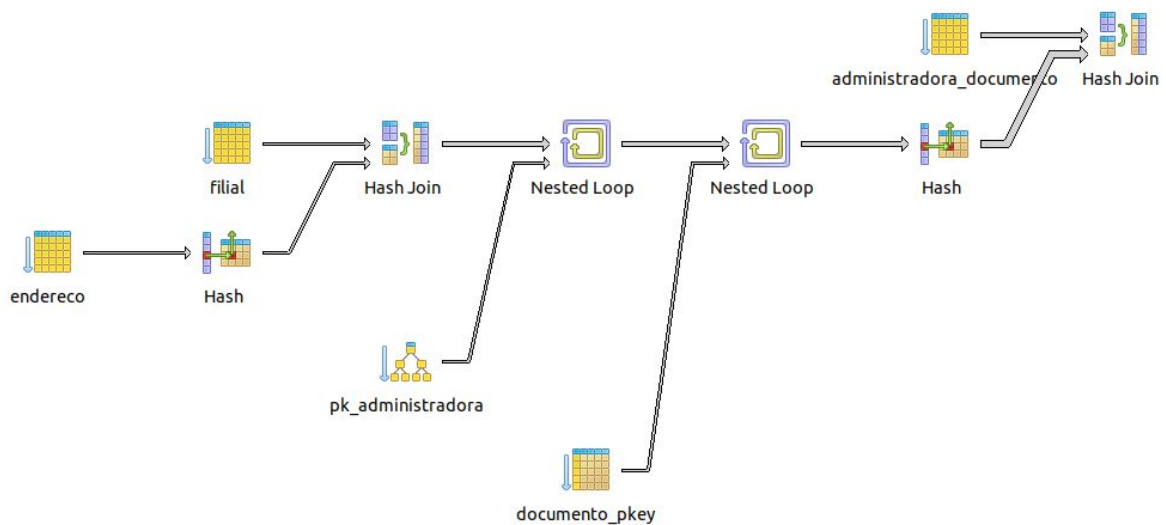 administradora_documento
Hash Join
filial
Hash Join
Nested Loop
Nested Loop
Hash
endereco
Hash
pk_administradora
documento_pkey